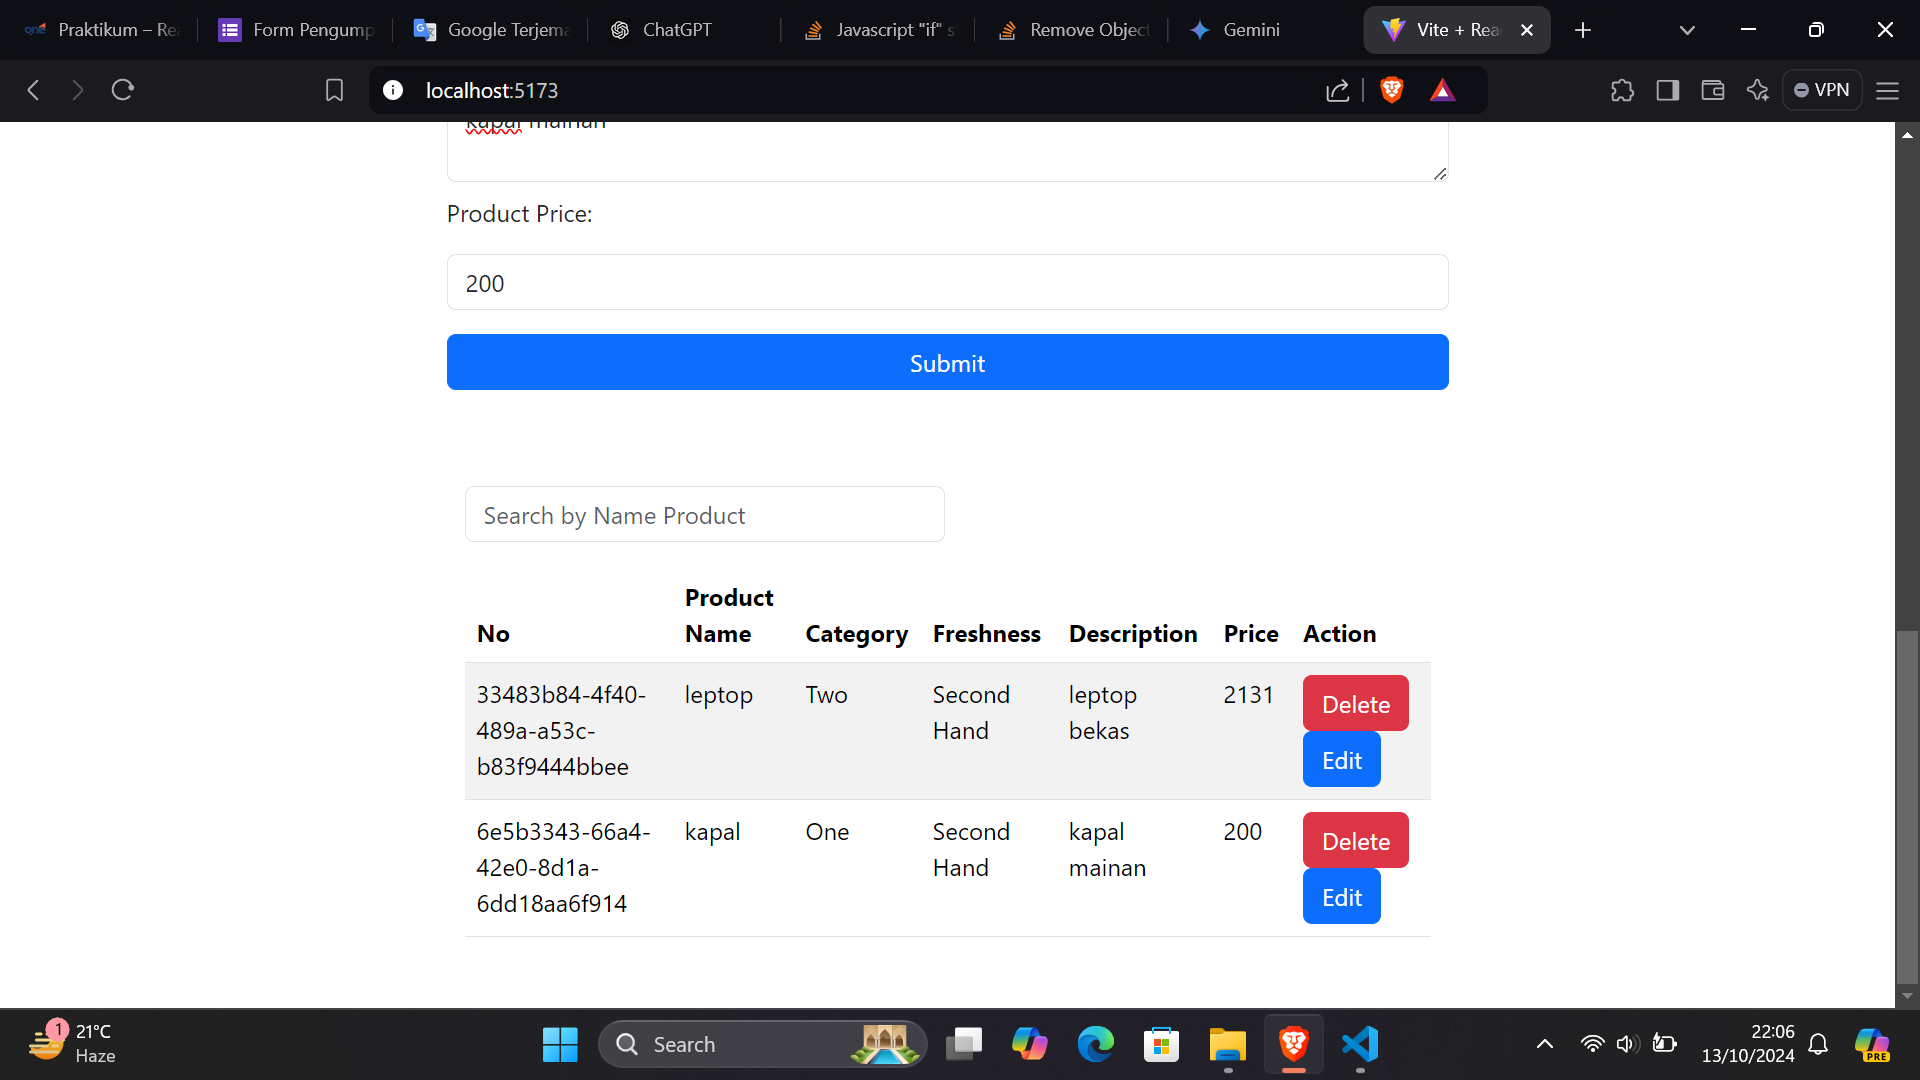 Praktikum – Re
Form Pengump
Google Terjema
ChatGPT
Javascript "if" s
Remove Object
Gemini
Vite + Rea
localhost:5173
VPN
kapal mainan
Product Price:
200
Submit
Search by Name Product
No Product Name Category Freshness Description Price Action
33483b84-4f40-489a-a53c-b83f9444bbee leptop Two Second Hand leptop bekas 2131 Delete Edit
6e5b3343-66a4-42e0-8d1a-6dd18aa6f914 kapal One Second Hand kapal mainan 200 Delete Edit
1
21°C
Haze
Search
22:06
13/10/2024
PRE